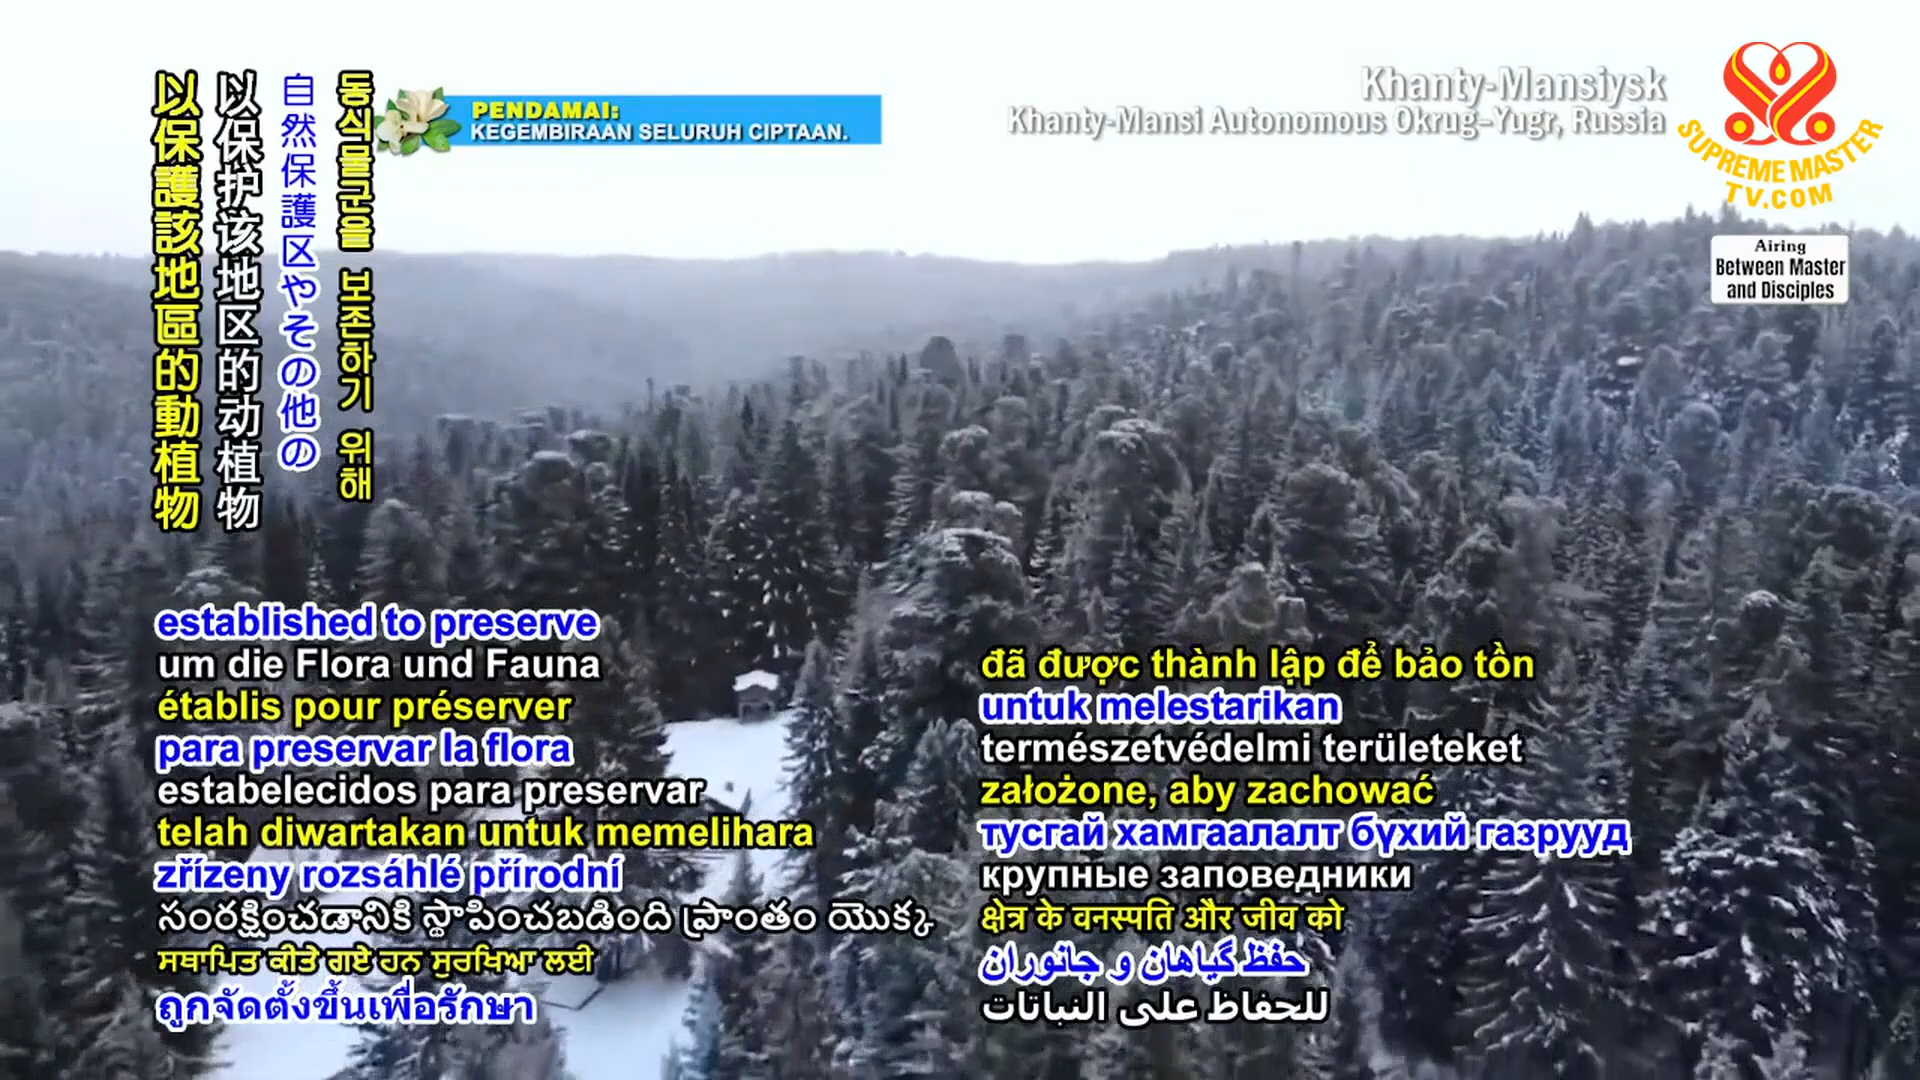 以保護該地區的動植物
以保护该地区的动植物
自然保護区やその他の
동식물군을 보존하기 위해
PENDAMAI:
KEGEMBIRAAN SELURUH CIPTAAN.
Khanty-Mansiysk
Khanty-Mansi Autonomous Okrug–Yugr, Russia
SUPREME MASTER
TV.COM
Airing
Between Master
and Disciples
established to preserve
um die Flora und Fauna
établis pour préserver
para preservar la flora
estabelecidos para preservar
telah diwartakan untuk memelihara
zřízeny rozsáhlé přírodní
సంరక్షించడానికి స్థాపించబడింది ప్రాంతం యొక్క
ਸਥਾਪਿਤ ਕੀਤੇ ਗਏ ਹਨ ਸੁਰਖਿਆ ਲਈ
ถูกจัดตั้งขึ้นเพื่อรักษา
đã được thành lập để bảo tồn
untuk melestarikan
természetvédelmi területeket
założone, aby zachować
тусгай хамгаалалт бүхий газрууд
крупные заповедники
क्षेत्र के वनस्पति और जीव को
حفظ گیاهان و جانوران
للحفاظ على النباتات